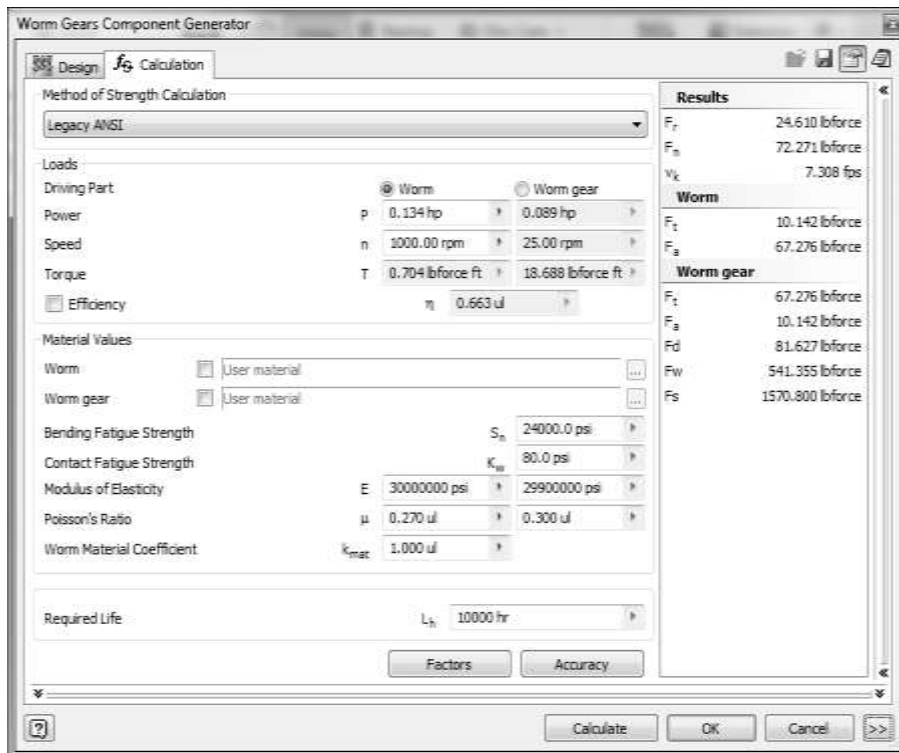 Worm Gears Component Generator
Design
Calculation
Method of Strength Calculation
Legacy ANSI
Loads
Driving Part Worm Worm gear
Power P 0.134 hp 0.089 hp
Speed n 1000.00 rpm 25.00 rpm
Torque T 0.704 lbforce ft 18.688 lbforce ft
Efficiency η 0.663 ul
Material Values
Worm User material ...
Worm gear User material ...
Bending Fatigue Strength Sn 24000.0 psi
Contact Fatigue Strength Kw 80.0 psi
Modulus of Elasticity E 30000000 psi 29900000 psi
Poisson's Ratio μ 0.270 ul 0.300 ul
Worm Material Coefficient kmat 1.000 ul
Required Life Lh 10000 hr
Factors Accuracy
Results
Fr 24.610 lbforce
Fn 72.271 lbforce
vk 7.308 fps
Worm
Ft 10.142 lbforce
Fa 67.276 lbforce
Worm gear
Ft 67.276 lbforce
Fa 10.142 lbforce
Fd 81.627 lbforce
Fw 541.355 lbforce
Fs 1570.800 lbforce
? Calculate OK Cancel >>